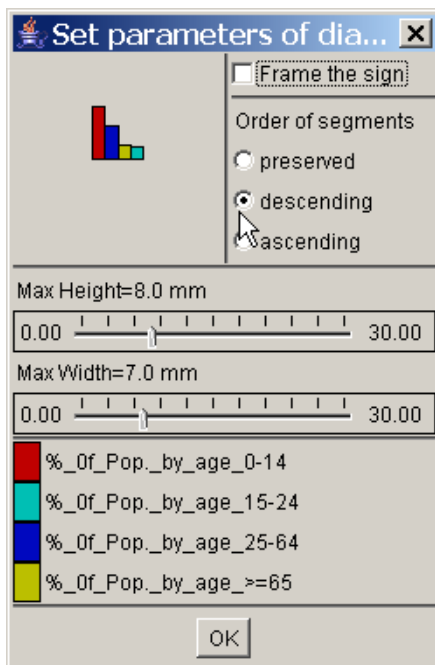 Set parameters of dia...
Frame the sign
Order of segments
preserved
descending
ascending
Max Height=8.0 mm
0.00 30.00
Max Width=7.0 mm
0.00 30.00
%_0f_Pop._by_age_0-14
%_0f_Pop._by_age_15-24
%_0f_Pop._by_age_25-64
%_0f_Pop._by_age_>=65
OK